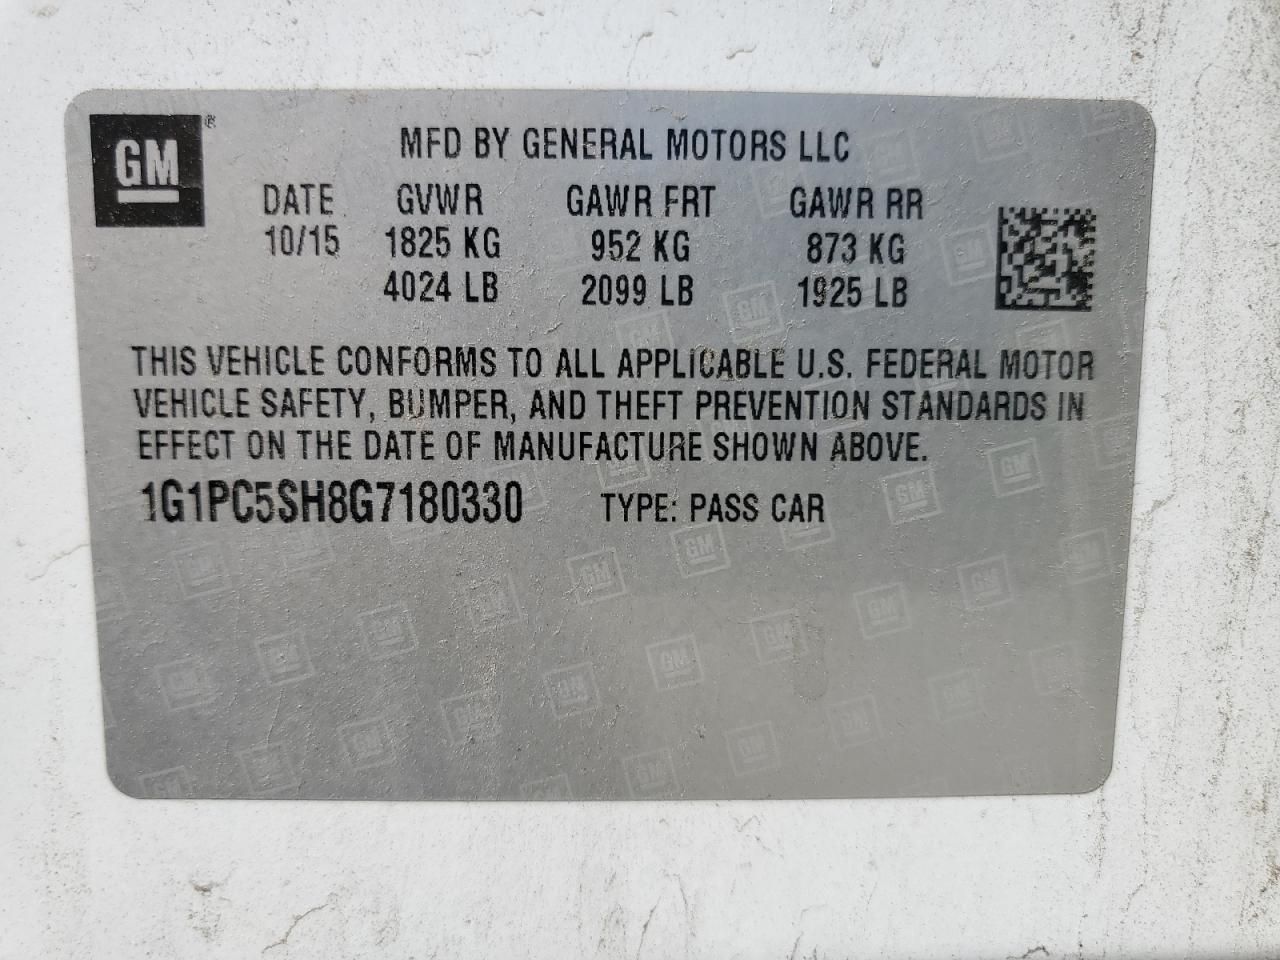 GM®
MFD BY GENERAL MOTORS LLC
DATE GVWR GAWR FRT GAWR RR
10/15 1825 KG 952 KG 873 KG
4024 LB 2099 LB 1925 LB
THIS VEHICLE CONFORMS TO ALL APPLICABLE U.S. FEDERAL MOTOR
VEHICLE SAFETY, BUMPER, AND THEFT PREVENTION STANDARDS IN
EFFECT ON THE DATE OF MANUFACTURE SHOWN ABOVE.
1G1PC5SH8G7180330 TYPE: PASS CAR